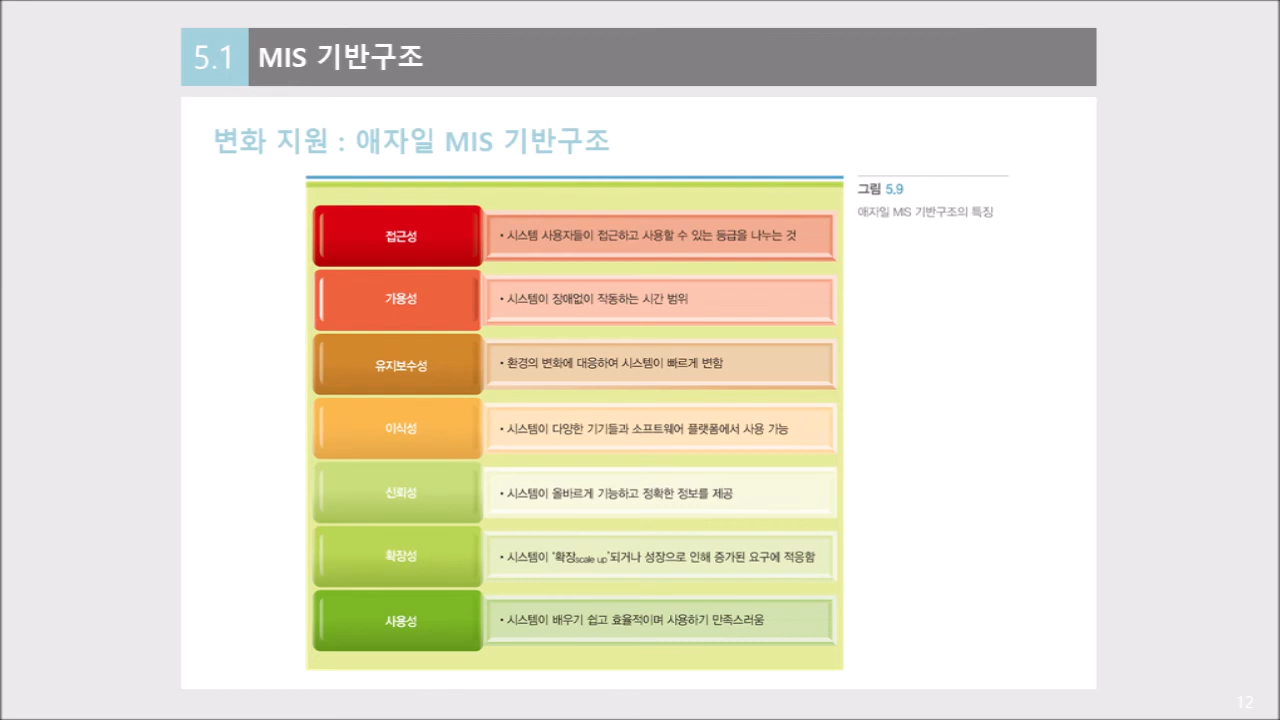 5.1 MIS 기반구조
변화 지원 : 애자일 MIS 기반구조
그림 5.9
애자일 MIS 기반구조의 특징
접근성
• 시스템 사용자들이 접근하고 사용할 수 있는 등급을 나누는 것
가용성
• 시스템이 장애없이 작동하는 시간 범위
유지보수성
• 환경의 변화에 대응하여 시스템이 빠르게 변함
이식성
• 시스템이 다양한 기기들과 소프트웨어 플랫폼에서 사용 가능
신뢰성
• 시스템이 올바르게 기능하고 정확한 정보를 제공
확장성
• 시스템이 '확장scale up'되거나 성장으로 인해 증가된 요구에 적응함
사용성
• 시스템이 배우기 쉽고 효율적이며 사용하기 만족스러움
12